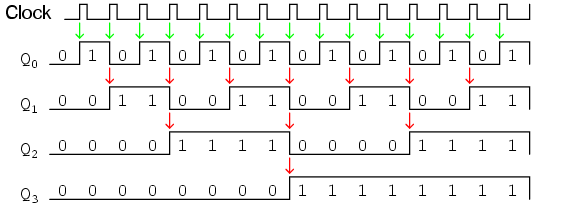 Clock
Q0 0 1 0 1 0 1 0 1 0 1 0 1 0 1 0 1
Q1 0 0 1 1 0 0 1 1 0 0 1 1 0 0 1 1
Q2 0 0 0 0 1 1 1 1 0 0 0 0 1 1 1 1
Q3 0 0 0 0 0 0 0 0 1 1 1 1 1 1 1 1